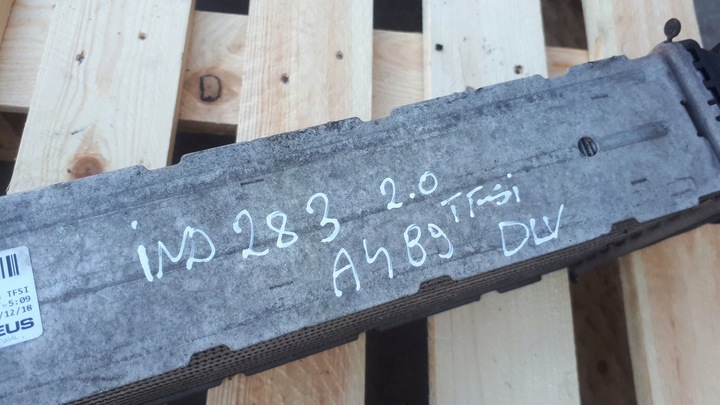 iND 283 2.0 TFSi
A4B9 DLV
TFSI
-5:09
/12/18
EUS